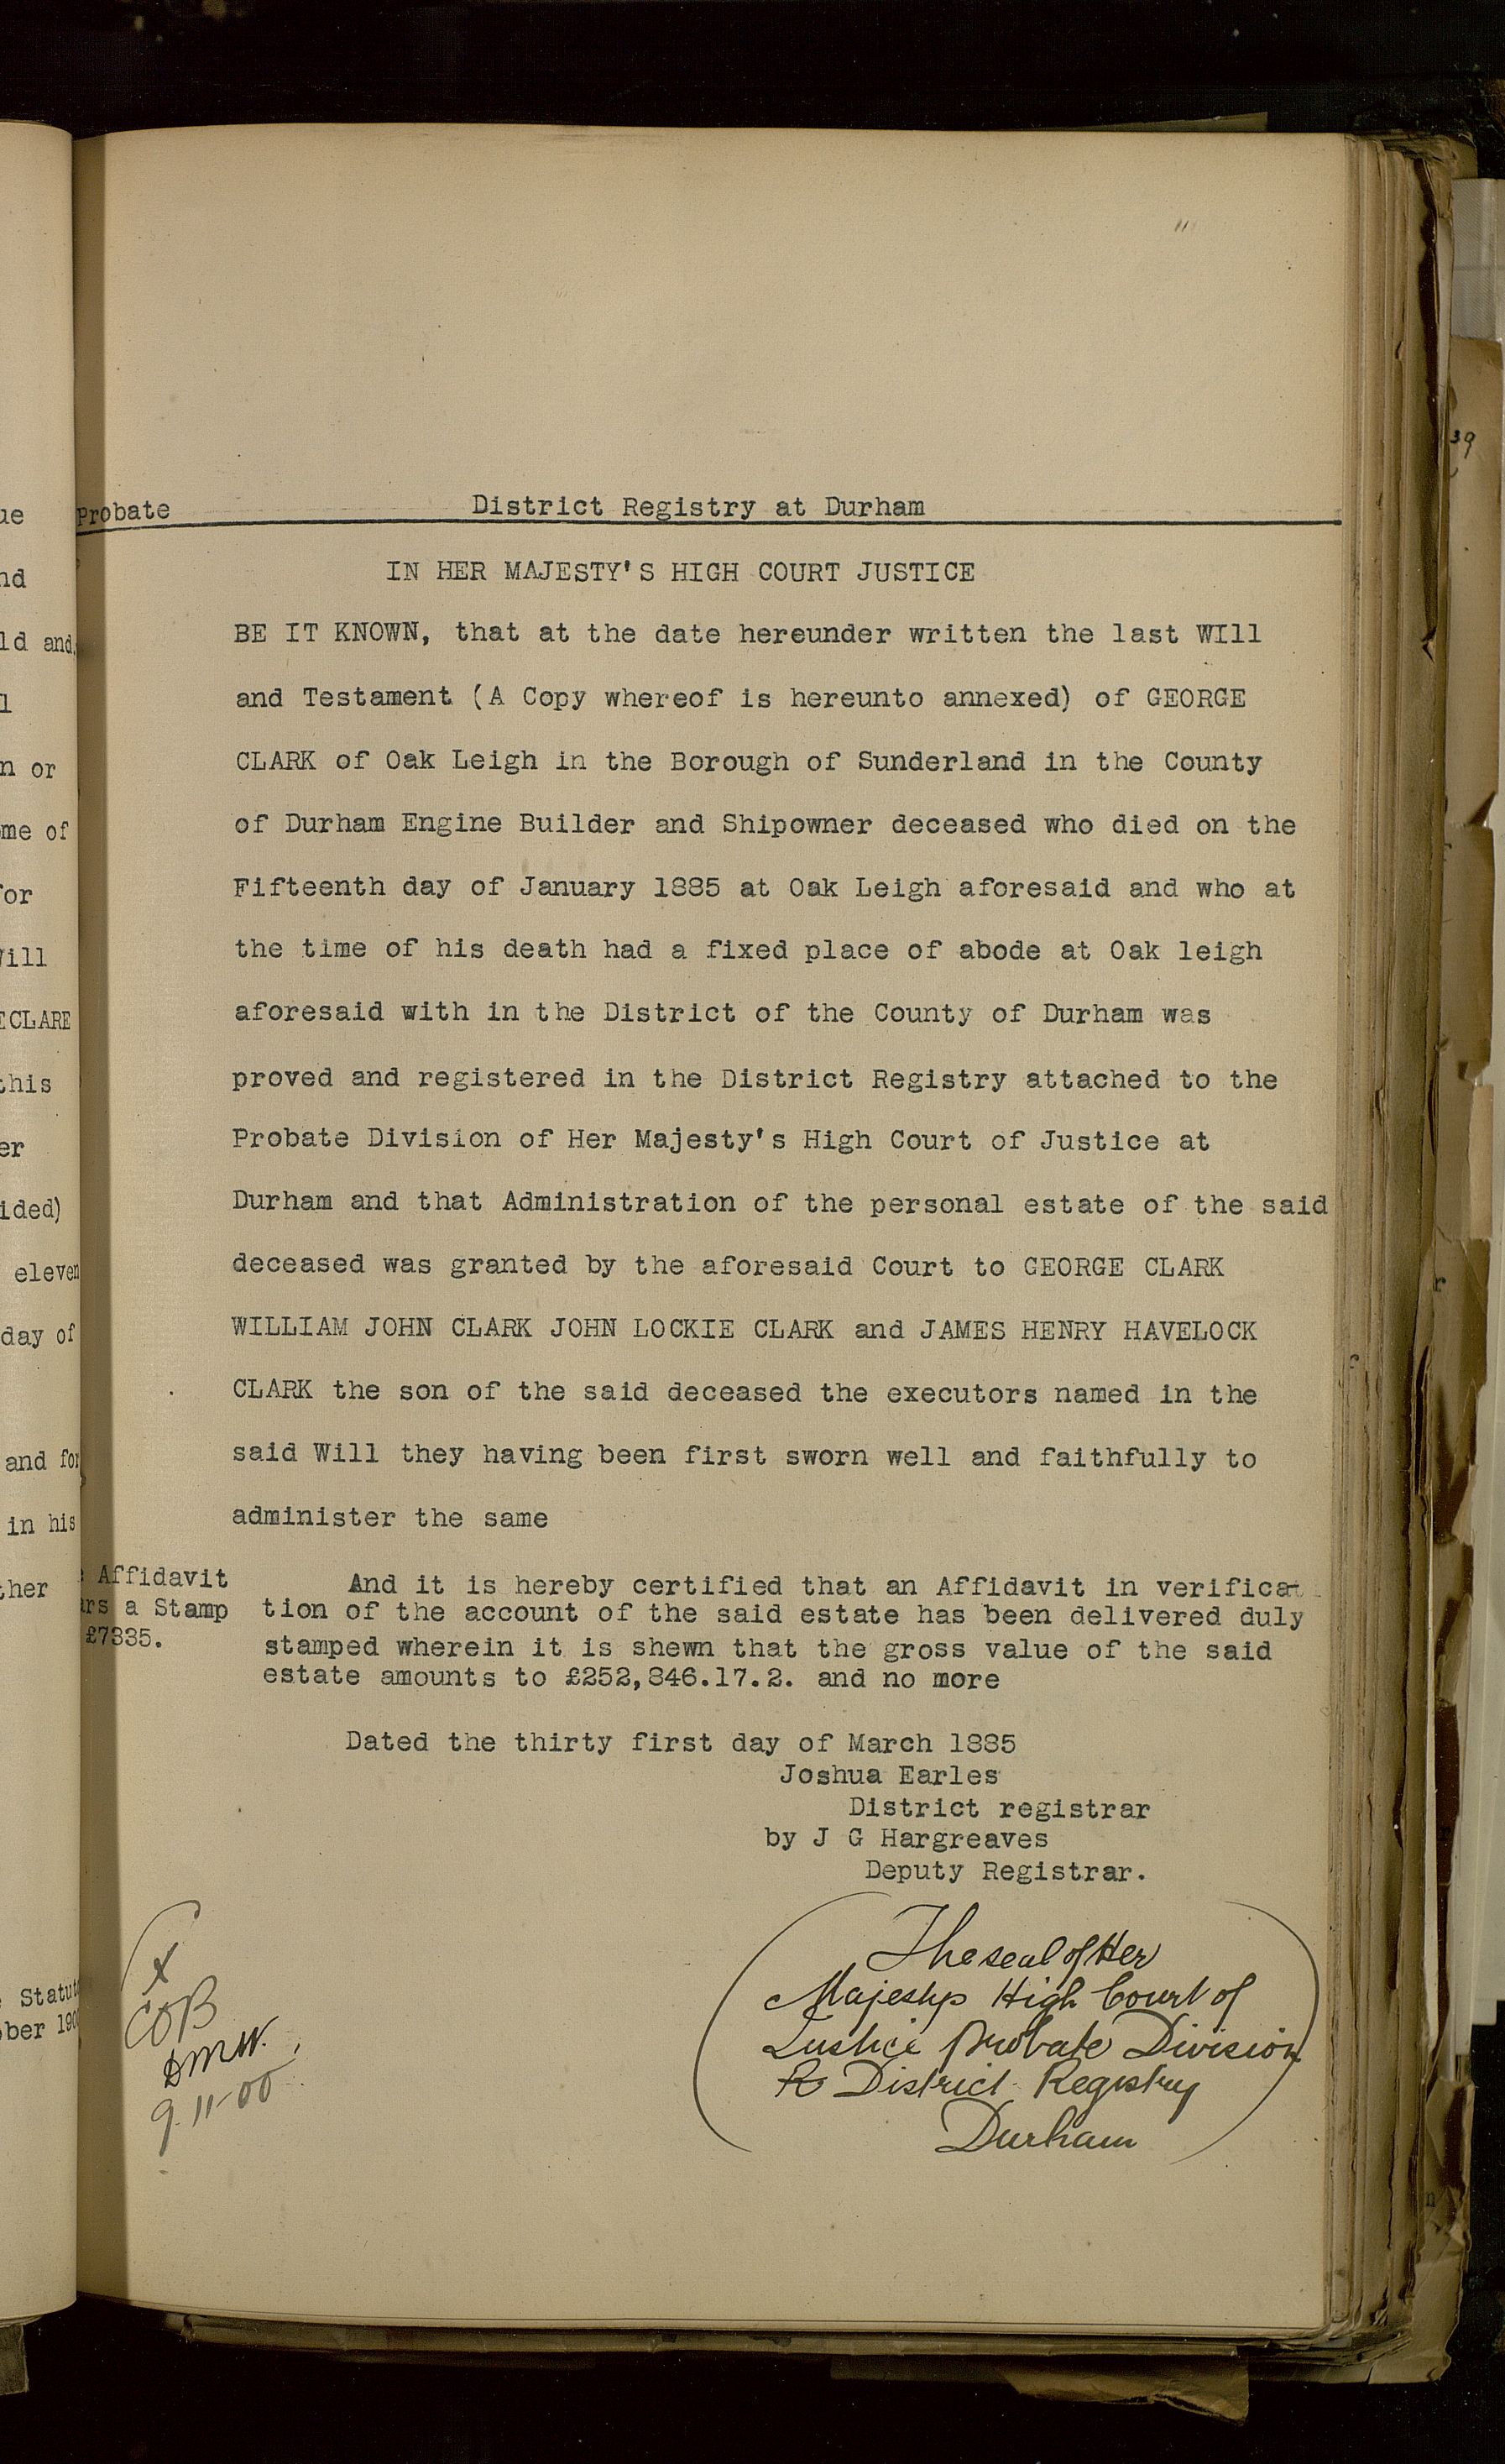 Probate
District Registry at Durham
IN HER MAJESTY'S HIGH COURT JUSTICE
BE IT KNOWN, that at the date hereunder written the last WIll
and Testament (A Copy whereof is hereunto annexed) of GEORGE
CLARK of Oak Leigh in the Borough of Sunderland in the County
of Durham Engine Builder and Shipowner deceased who died on the
Fifteenth day of January 1885 at Oak Leigh aforesaid and who at
the time of his death had a fixed place of abode at Oak leigh
aforesaid with in the District of the County of Durham was
proved and registered in the District Registry attached to the
Probate Division of Her Majesty's High Court of Justice at
Durham and that Administration of the personal estate of the said
deceased was granted by the aforesaid Court to GEORGE CLARK
WILLIAM JOHN CLARK JOHN LOCKIE CLARK and JAMES HENRY HAVELOCK
CLARK the son of the said deceased the executors named in the
said Will they having been first sworn well and faithfully to
administer the same
Affidavit
a Stamp
£7335.
And it is hereby certified that an Affidavit in verifica-
tion of the account of the said estate has been delivered duly
stamped wherein it is shewn that the gross value of the said
estate amounts to £252,846.17.2. and no more
Dated the thirty first day of March 1885
Joshua Earles
District registrar
by J G Hargreaves
Deputy Registrar.
The seal of Her
Majestys High Court of
Justice Probate Division
District Registry
Durham
x
COB
9-11-00
and
or
of
day of
and
in his